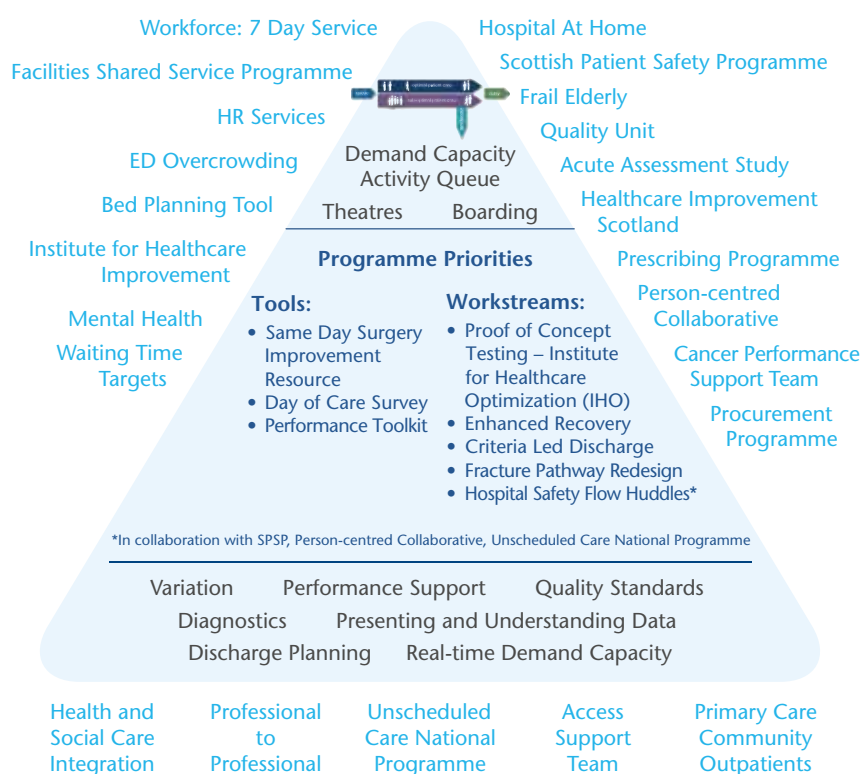 Workforce: 7 Day Service
Facilities Shared Service Programme
HR Services
ED Overcrowding
Bed Planning Tool
Institute for Healthcare
Improvement
Mental Health
Waiting Time
Targets
Hospital At Home
Scottish Patient Safety Programme
Frail Elderly
Quality Unit
Acute Assessment Study
Healthcare Improvement
Scotland
Prescribing Programme
Person-centred
Collaborative
Cancer Performance
Support Team
Procurement
Programme
Demand Capacity
Activity Queue
Theatres Boarding
Programme Priorities
Tools:
• Same Day Surgery
Improvement
Resource
• Day of Care Survey
• Performance Toolkit
Workstreams:
• Proof of Concept
Testing – Institute
for Healthcare
Optimization (IHO)
• Enhanced Recovery
• Criteria Led Discharge
• Fracture Pathway Redesign
• Hospital Safety Flow Huddles*
*In collaboration with SPSP, Person-centred Collaborative, Unscheduled Care National Programme
Variation Performance Support Quality Standards
Diagnostics Presenting and Understanding Data
Discharge Planning Real-time Demand Capacity
Health and
Social Care
Integration
Professional
to
Professional
Unscheduled
Care National
Programme
Access
Support
Team
Primary Care
Community
Outpatients